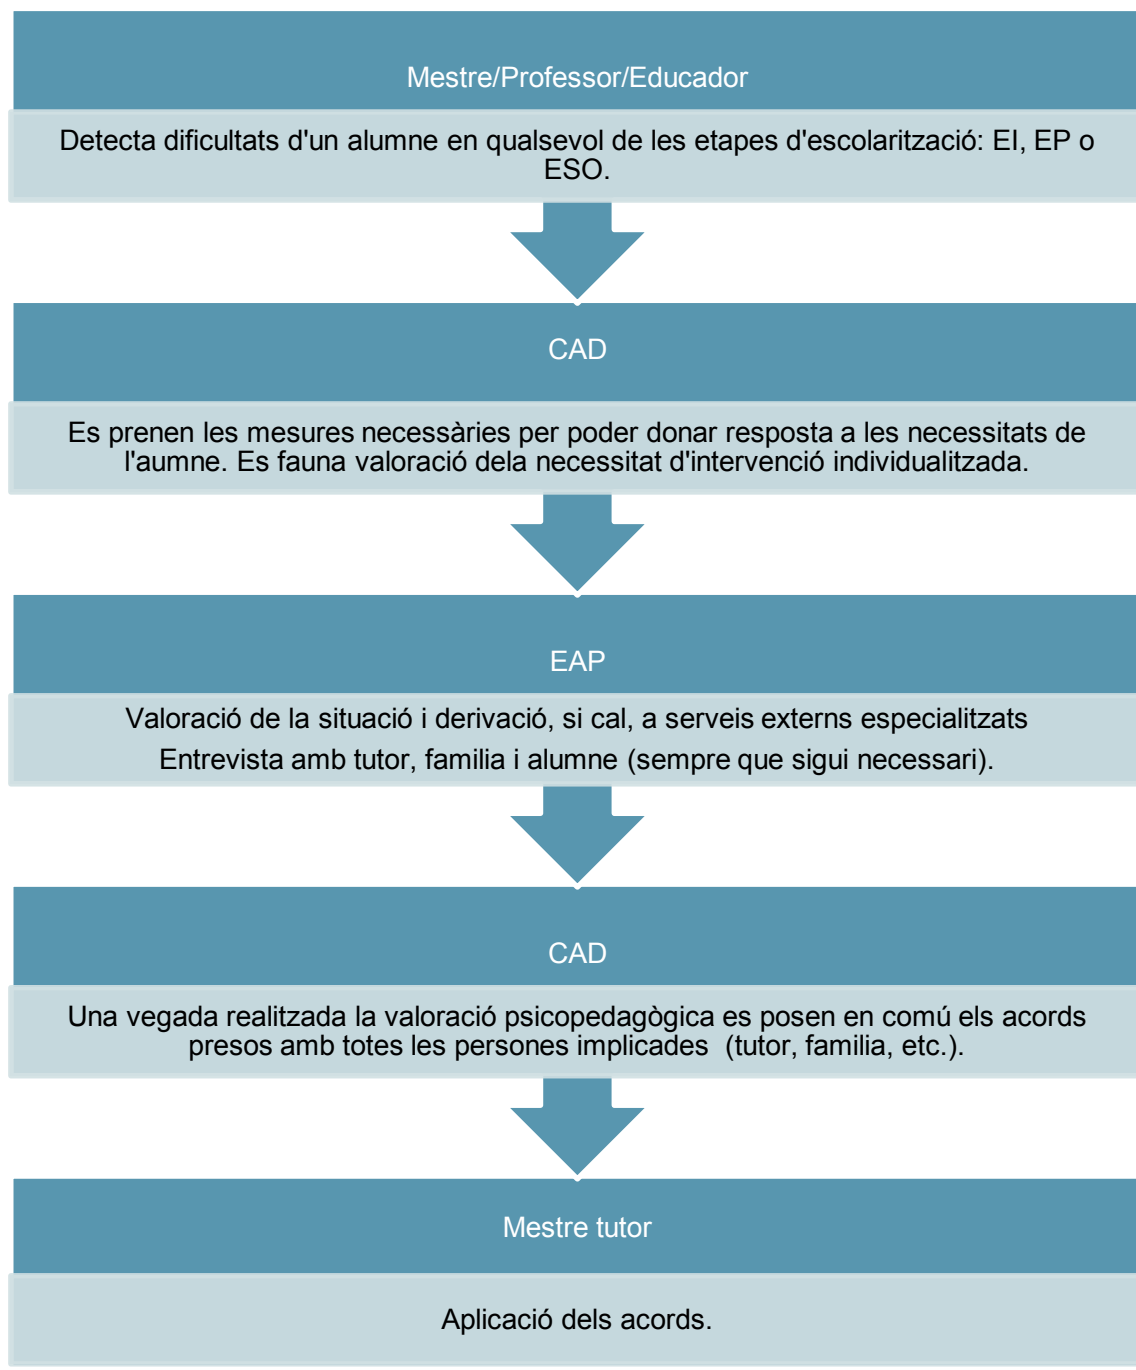 Mestre/Professor/Educador
Detecta dificultats d'un alumne en qualsevol de les etapes d'escolarització: EI, EP o
ESO.
CAD
Es prenen les mesures necessàries per poder donar resposta a les necessitats de
l'aumne. Es fauna valoració dela necessitat d'intervenció individualitzada.
EAP
Valoració de la situació i derivació, si cal, a serveis externs especialitzats
Entrevista amb tutor, familia i alumne (sempre que sigui necessari).
CAD
Una vegada realitzada la valoració psicopedagògica es posen en comú els acords
presos amb totes les persones implicades  (tutor, familia, etc.).
Mestre tutor
Aplicació dels acords.